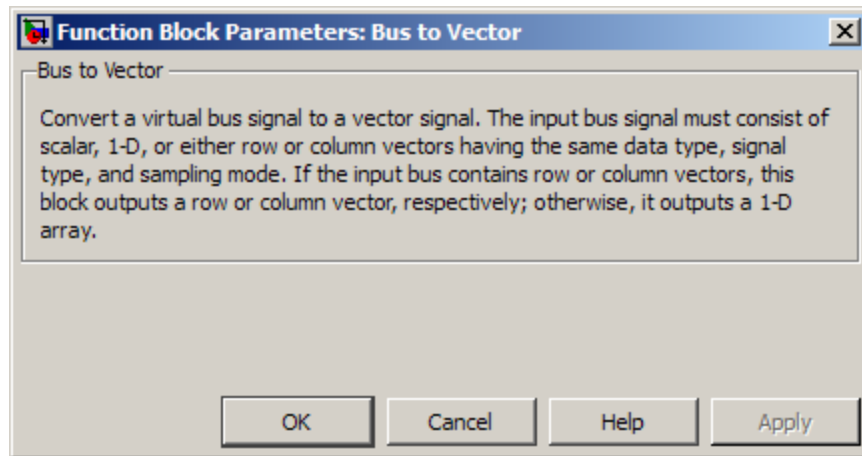 Function Block Parameters: Bus to Vector
Bus to Vector
Convert a virtual bus signal to a vector signal. The input bus signal must consist of
scalar, 1-D, or either row or column vectors having the same data type, signal
type, and sampling mode. If the input bus contains row or column vectors, this
block outputs a row or column vector, respectively; otherwise, it outputs a 1-D
array.
OK Cancel Help Apply